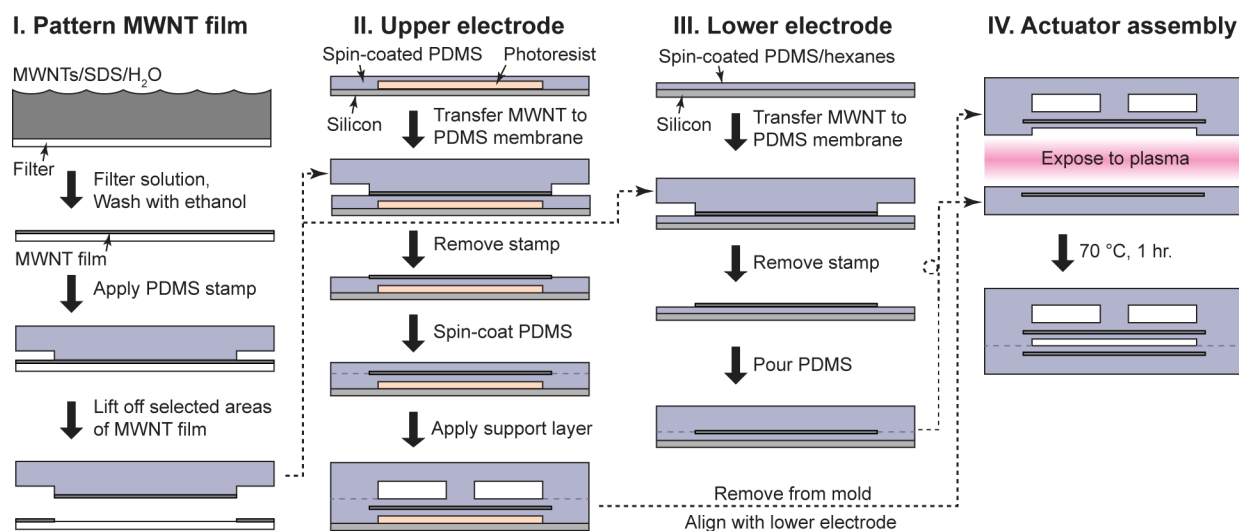 I. Pattern MWNT film
MWNTs/SDS/H₂O
Filter
Filter solution,
Wash with ethanol
MWNT film
Apply PDMS stamp
Lift off selected areas
of MWNT film
II. Upper electrode
Spin-coated PDMS
Photoresist
Silicon
Transfer MWNT to
PDMS membrane
Remove stamp
Spin-coat PDMS
Apply support layer
III. Lower electrode
Spin-coated PDMS/hexanes
Silicon
Transfer MWNT to
PDMS membrane
Remove stamp
Pour PDMS
Remove from mold
Align with lower electrode
IV. Actuator assembly
Expose to plasma
70 °C, 1 hr.